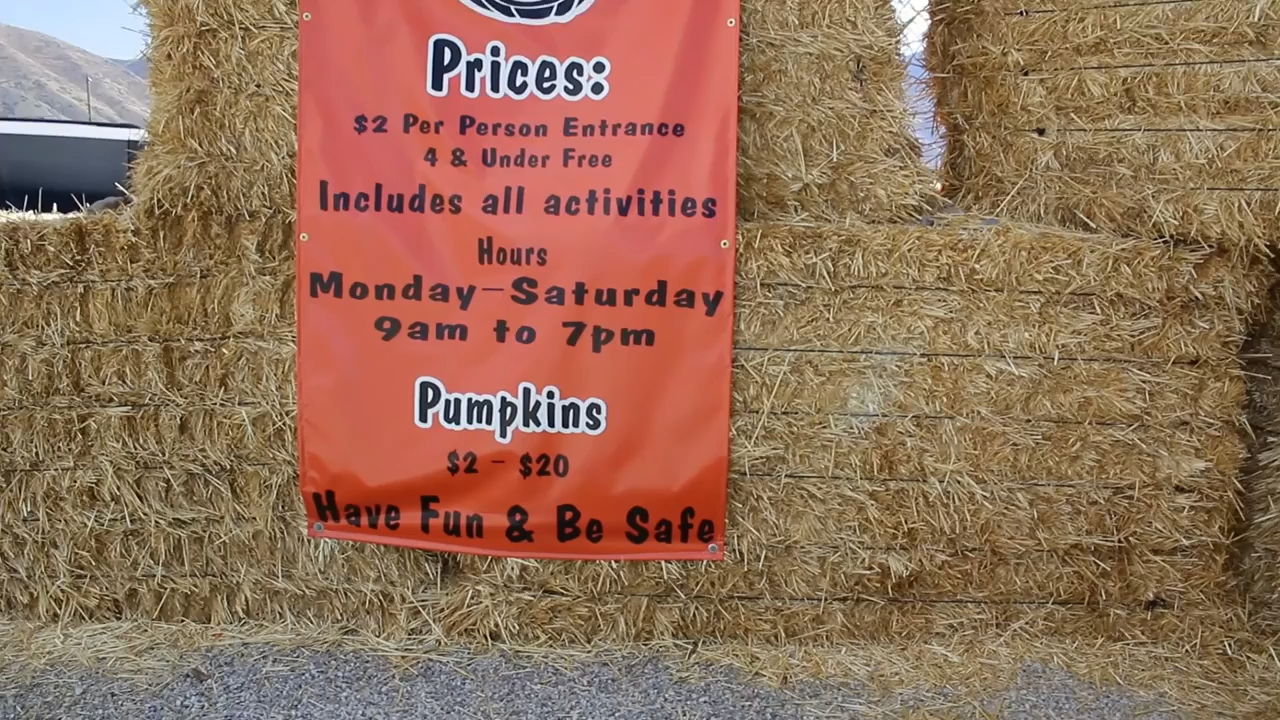 Prices:
$2 Per Person Entrance
4 & Under Free
Includes all activities
Hours
Monday-Saturday
9am to 7pm
Pumpkins
$2 - $20
Have Fun & Be Safe